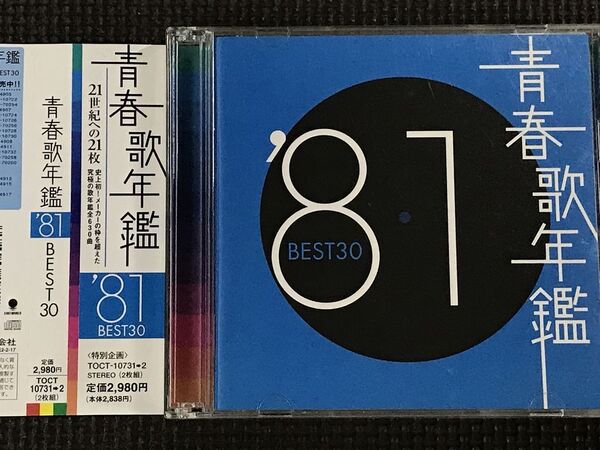 年鑑
BEST30
青春歌年鑑
'81
BEST30
定価
2,980円
TOCT
10731➡2
(2枚組)
青春歌年鑑
21世紀への21枚
史上初!メーカーの枠を超えた
究極の歌年鑑全630曲
'81
BEST30
〈特別企画〉
TOCT-10731➡2
STEREO (2枚組)
定価2,980円
(本体2,838円)
'81
BEST30
青春歌年鑑